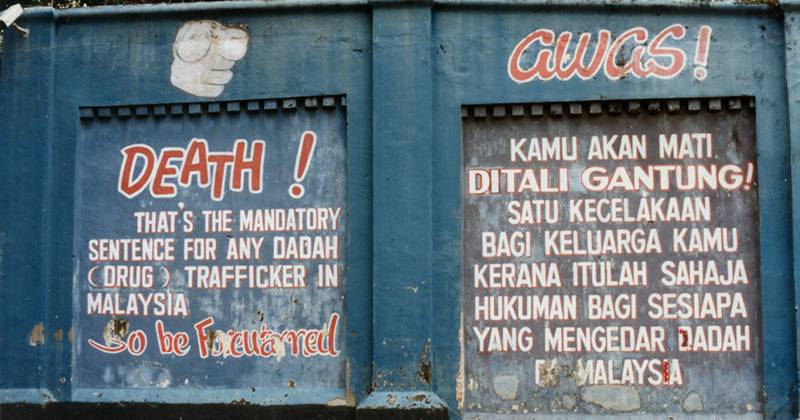 DEATH !
THAT'S THE MANDATORY
SENTENCE FOR ANY DADAH
(DRUG) TRAFFICKER IN
MALAYSIA
So be Forewarned
AWAS!
KAMU AKAN MATI
DITALI GANTUNG!
SATU KECELAKAAN
BAGI KELUARGA KAMU
KERANA ITULAH SAHAJA
HUKUMAN BAGI SESIAPA
YANG MENGEDAR DADAH
DI MALAYSIA